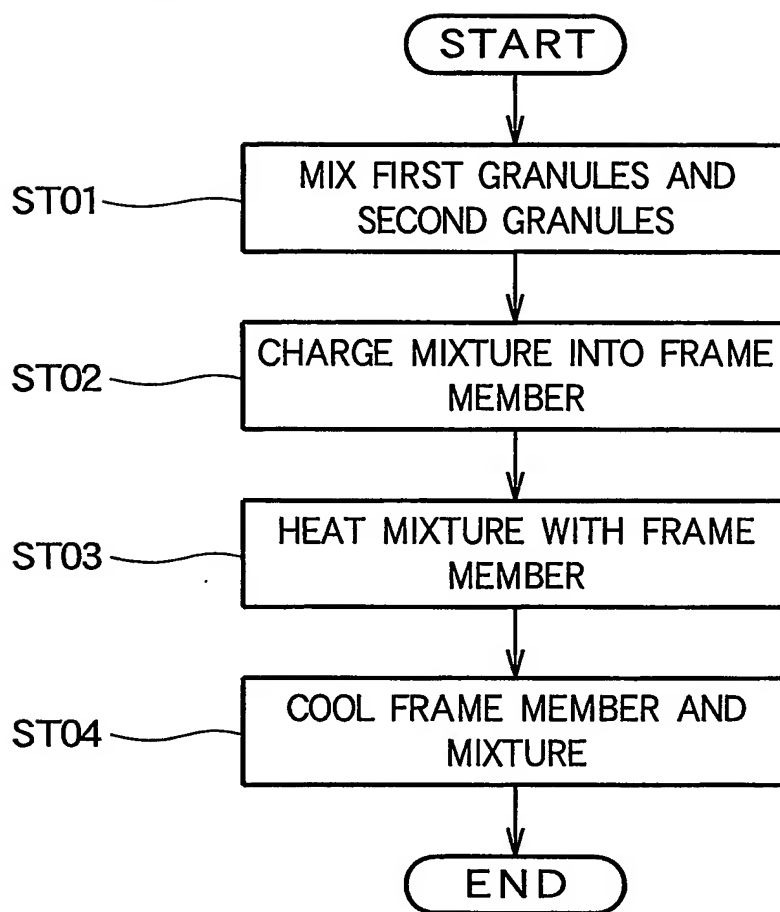 START
ST01
MIX FIRST GRANULES AND
SECOND GRANULES
ST02
CHARGE MIXTURE INTO FRAME
MEMBER
ST03
HEAT MIXTURE WITH FRAME
MEMBER
ST04
COOL FRAME MEMBER AND
MIXTURE
END